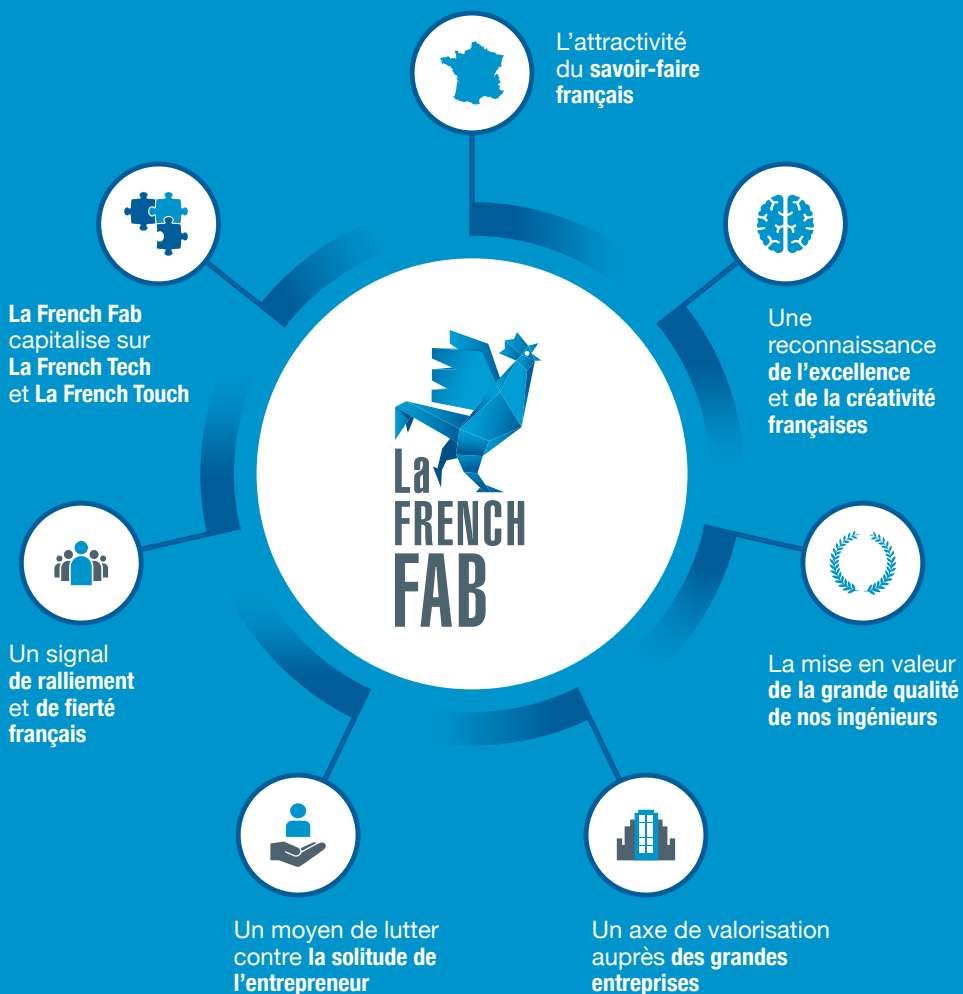 L'attractivité
du savoir-faire
français
Une
reconnaissance
de l'excellence
et de la créativité
françaises
La mise en valeur
de la grande qualité
de nos ingénieurs
Un axe de valorisation
auprès des grandes
entreprises
Un moyen de lutter
contre la solitude de
l'entrepreneur
Un signal
de ralliement
et de fierté
français
La French Fab
capitalise sur
La French Tech
et La French Touch
La
FRENCH
FAB